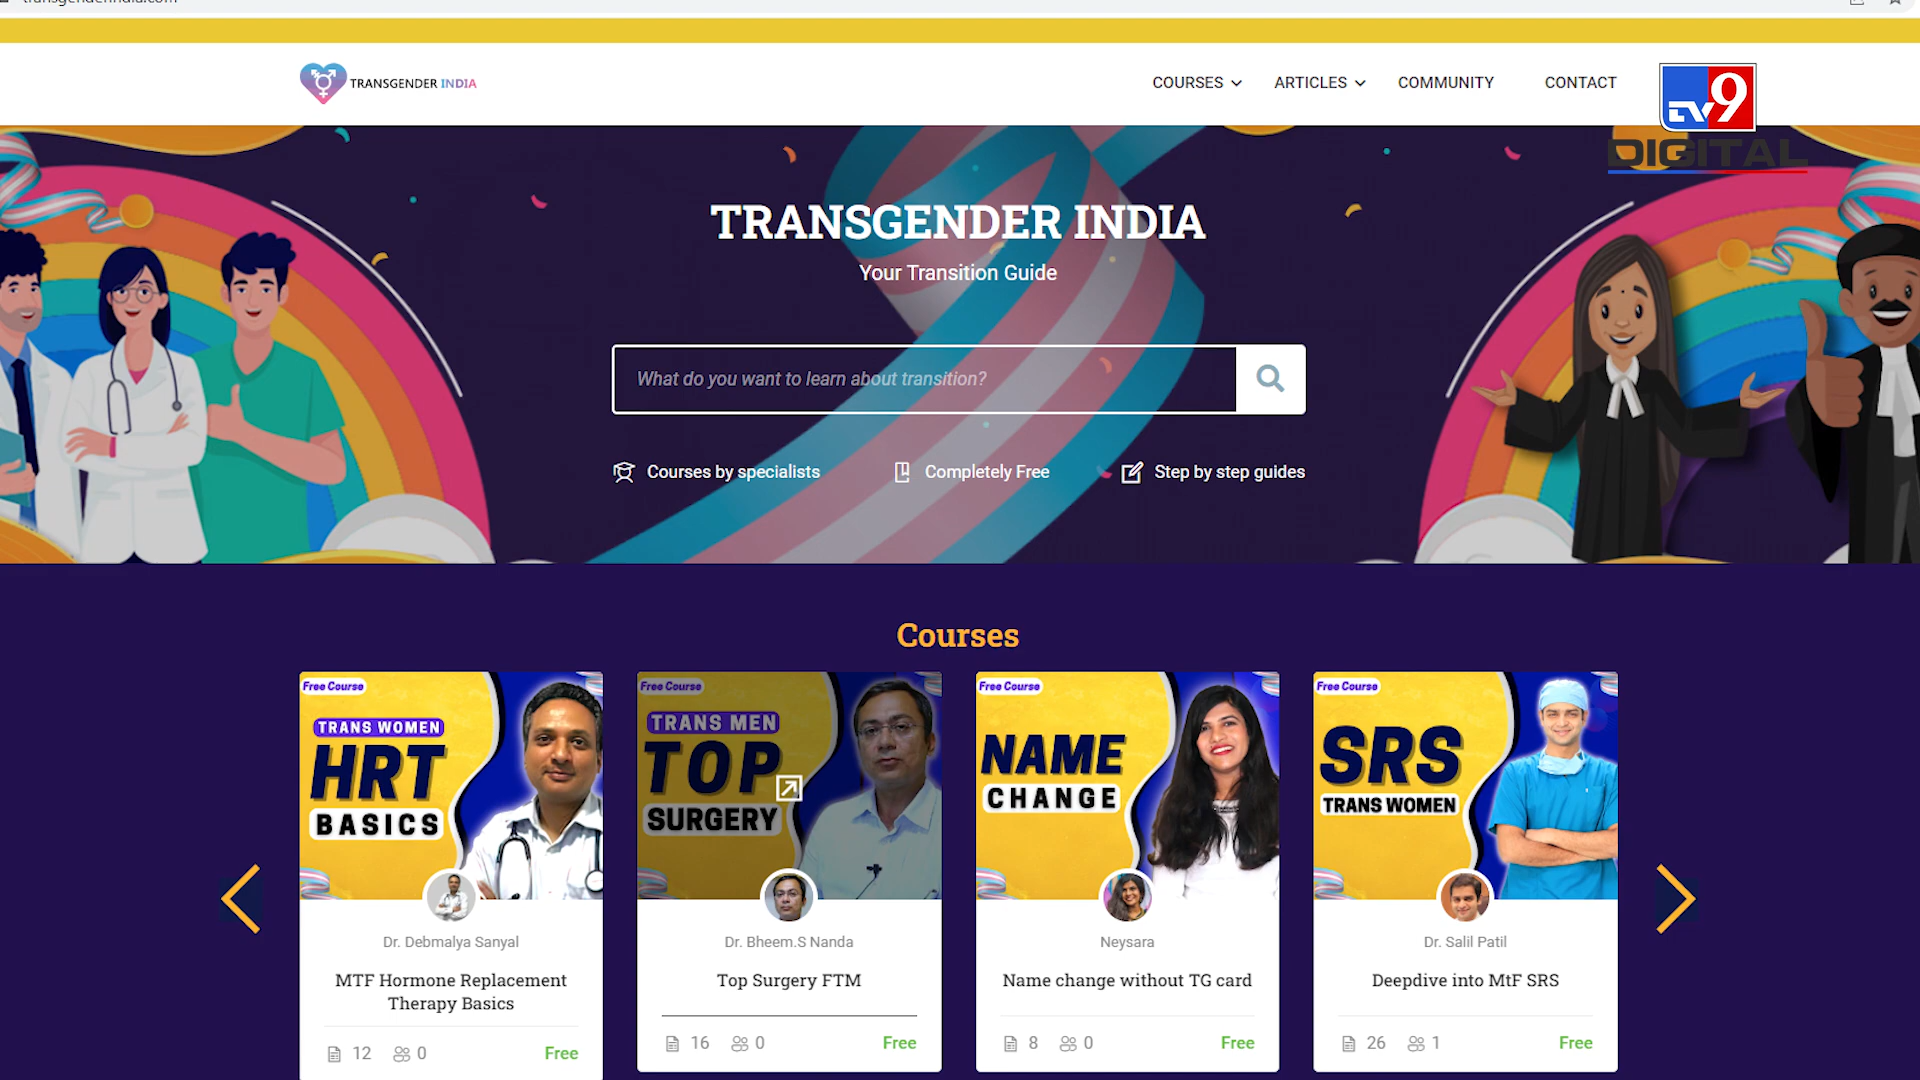 TRANSGENDER INDIA
COURSES
ARTICLES
COMMUNITY
CONTACT
TV9
DIGITAL
TRANSGENDER INDIA
Your Transition Guide
What do you want to learn about transition?
Courses by specialists
Completely Free
Step by step guides
Courses
Free Course
TRANS WOMEN
HRT
BASICS
Dr. Debmalya Sanyal
MTF Hormone Replacement
Therapy Basics
12 0 Free
Free Course
TRANS MEN
TOP
SURGERY
Dr. Bheem.S Nanda
Top Surgery FTM
16 0 Free
Free Course
NAME
CHANGE
Neysara
Name change without TG card
8 0 Free
Free Course
SRS
TRANS WOMEN
Dr. Salil Patil
Deepdive into MtF SRS
26 1 Free